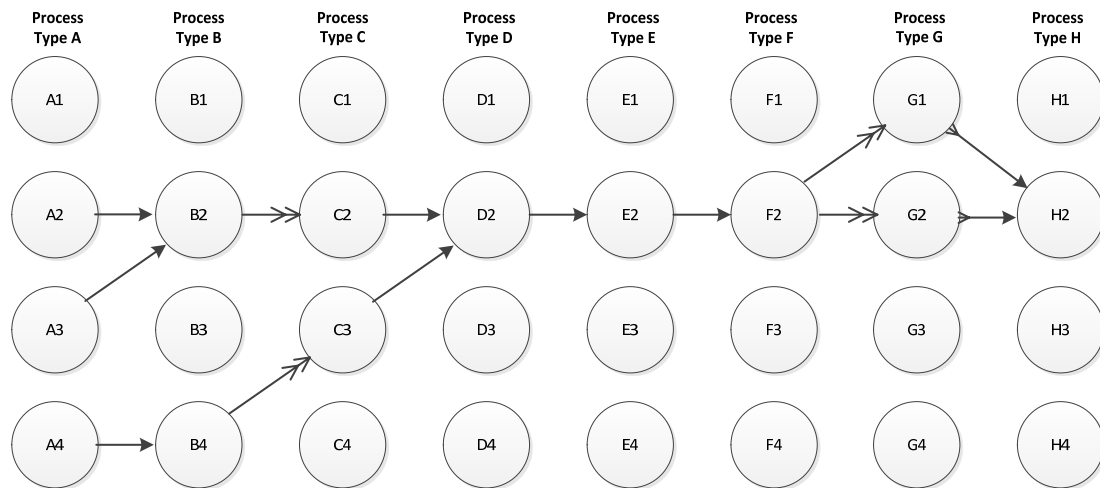 Process Process Process Process Process Process Process Process
Type A Type B Type C Type D Type E Type F Type G Type H
A1 B1 C1 D1 E1 F1 G1 H1
A2 B2 C2 D2 E2 F2 G2 H2
A3 B3 C3 D3 E3 F3 G3 H3
A4 B4 C4 D4 E4 F4 G4 H4